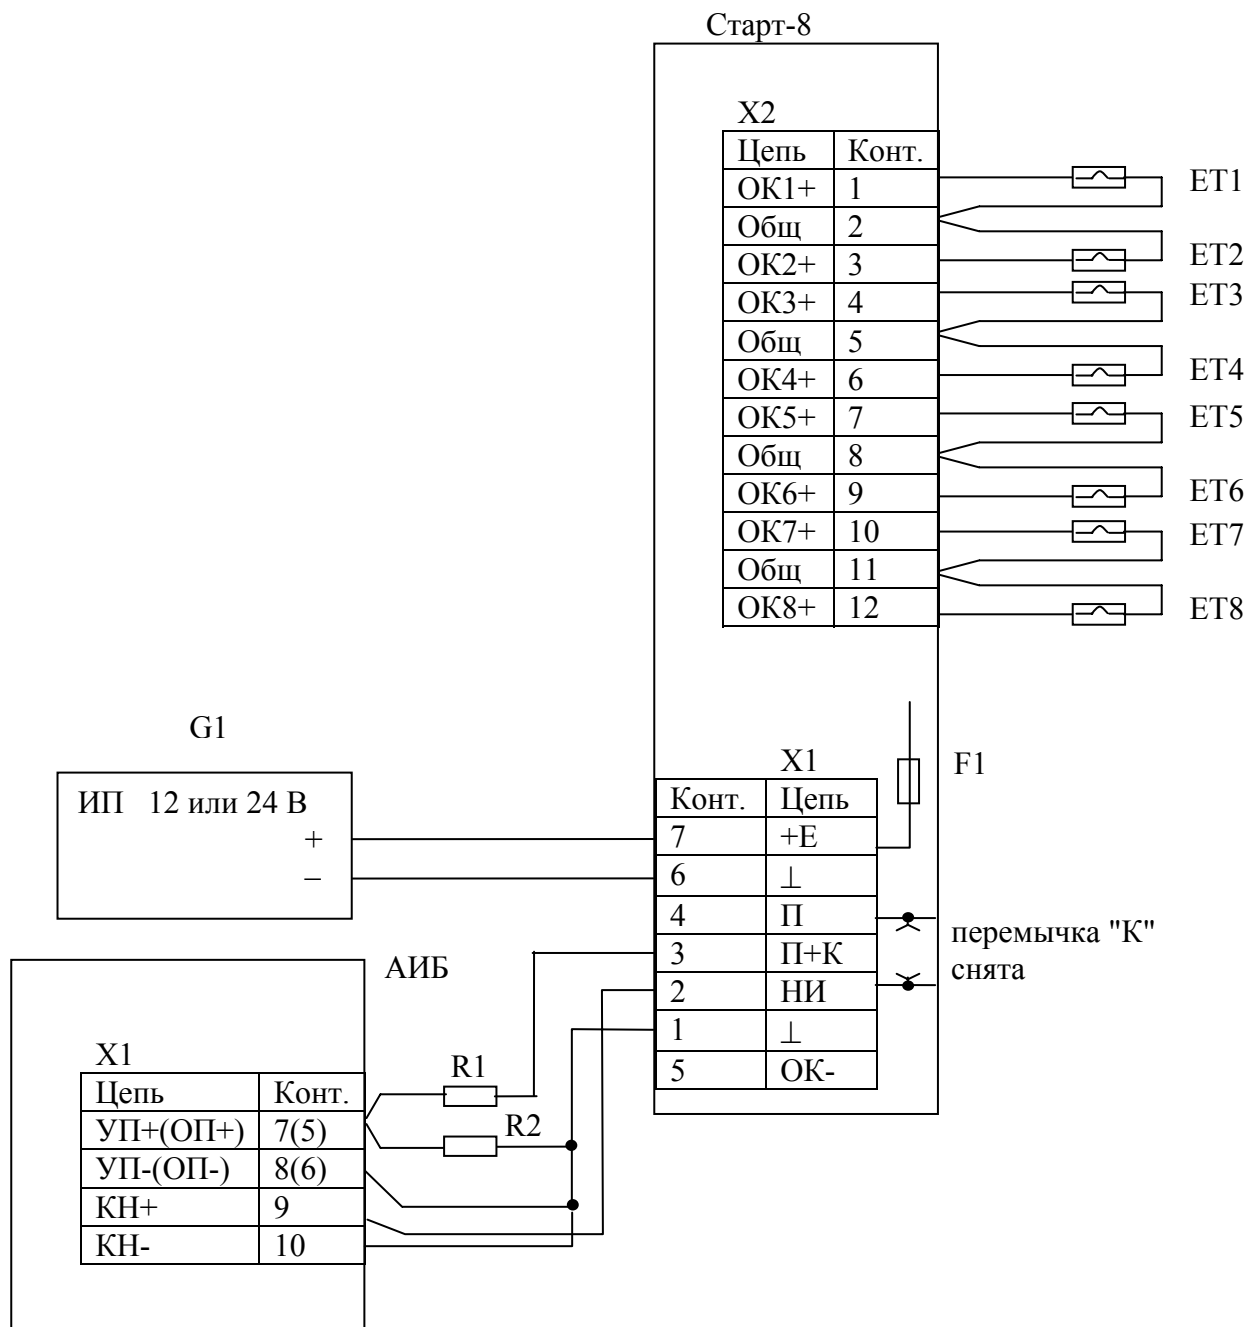 Старт-8
X2
Цепь Конт.
ОК1+ 1
Общ 2
ОК2+ 3
ОК3+ 4
Общ 5
ОК4+ 6
ОК5+ 7
Общ 8
ОК6+ 9
ОК7+ 10
Общ 11
ОК8+ 12
ET1
ET2
ET3
ET4
ET5
ET6
ET7
ET8
G1
ИП 12 или 24 В
+
–
X1
F1
Конт. Цепь
7 +E
6 ⊥
4 П
3 П+К
2 НИ
1 ⊥
5 ОК-
перемычка "К"
снята
АИБ
X1
Цепь Конт.
УП+(ОП+) 7(5)
УП-(ОП-) 8(6)
КН+ 9
КН- 10
R1
R2